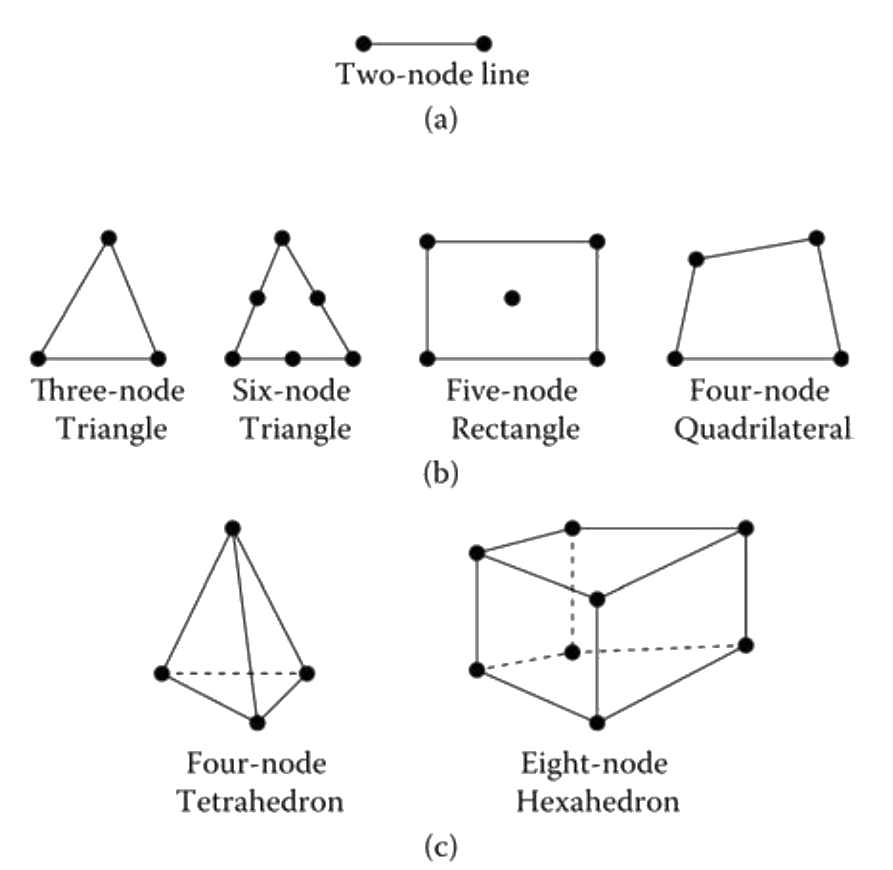 Two-node line
(a)
Three-node
Triangle
Six-node
Triangle
Five-node
Rectangle
Four-node
Quadrilateral
(b)
Four-node
Tetrahedron
Eight-node
Hexahedron
(c)